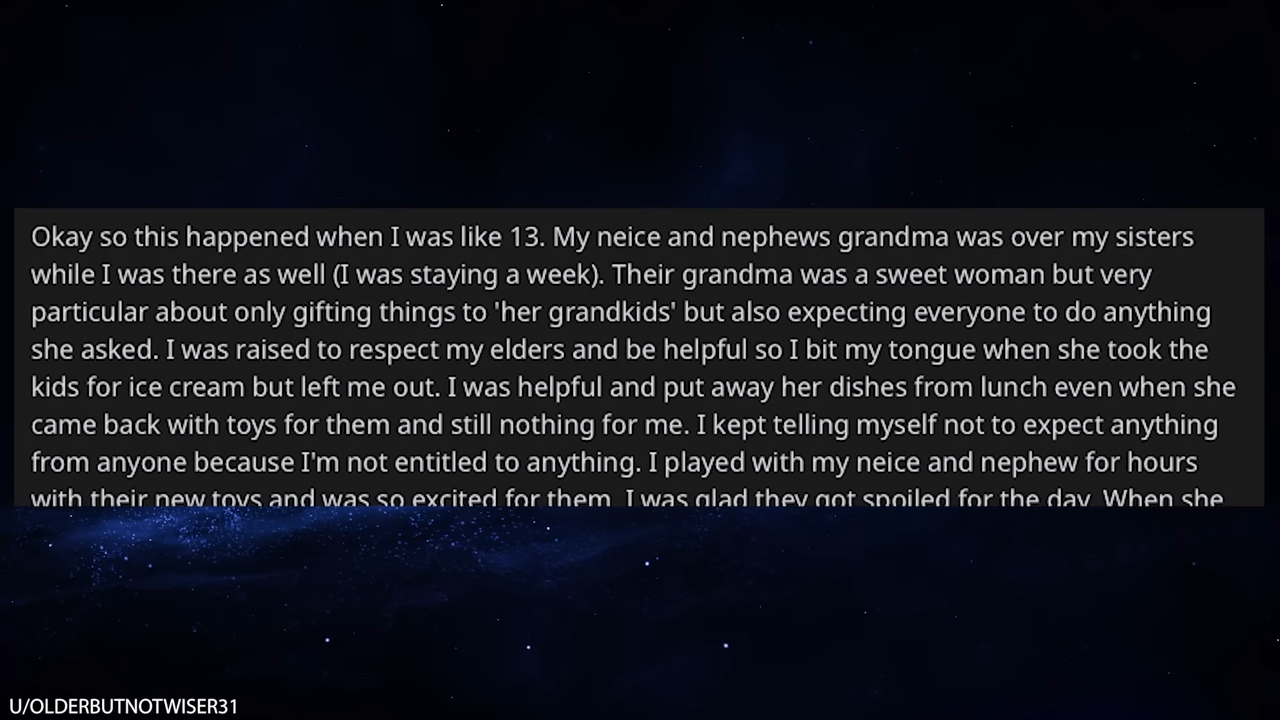 Okay so this happened when I was like 13. My neice and nephews grandma was over my sisters
while I was there as well (I was staying a week). Their grandma was a sweet woman but very
particular about only gifting things to 'her grandkids' but also expecting everyone to do anything
she asked. I was raised to respect my elders and be helpful so I bit my tongue when she took the
kids for ice cream but left me out. I was helpful and put away her dishes from lunch even when she
came back with toys for them and still nothing for me. I kept telling myself not to expect anything
from anyone because I'm not entitled to anything. I played with my neice and nephew for hours
with their new toys and was so excited for them. I was glad they got spoiled for the day. When she
U/OLDERBUTNOTWISER31